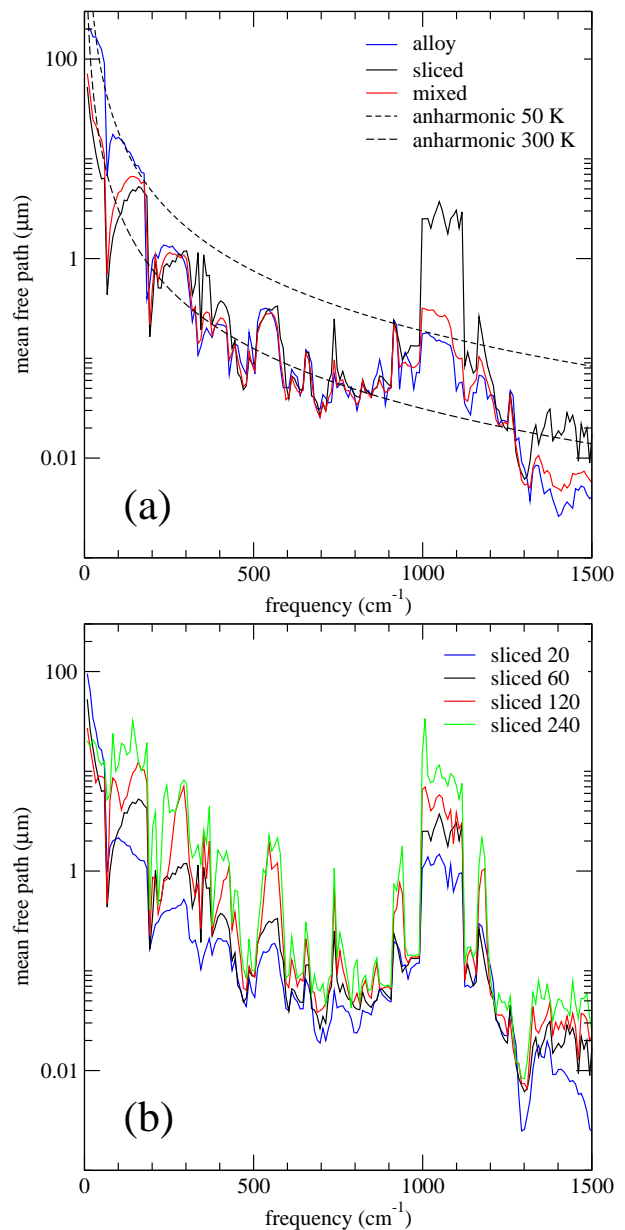 100
1
0.01
mean free path (μm)
alloy
sliced
mixed
anharmonic 50 K
anharmonic 300 K
(a)
0 500 1000 1500
frequency (cm⁻¹)
100
1
0.01
mean free path (μm)
sliced 20
sliced 60
sliced 120
sliced 240
(b)
0 500 1000 1500
frequency (cm⁻¹)